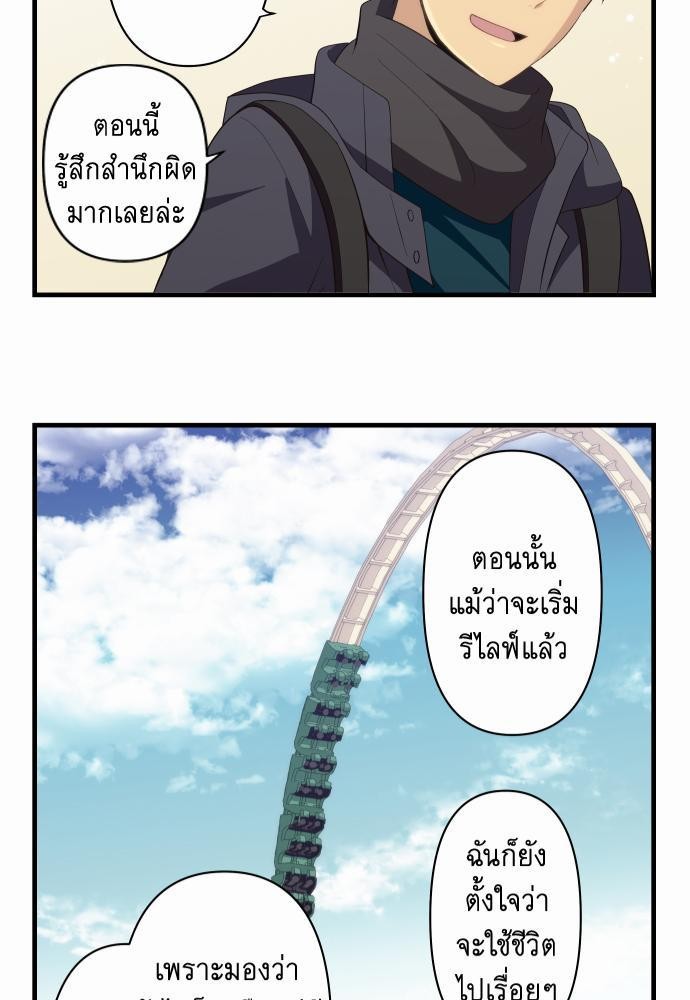 ตอนนี้
รู้สึกสำนึกผิด
มากเลยล่ะ
ตอนนั้น
แม้ว่าจะเริ่ม
รีไลฟ์แล้ว
ฉันก็ยัง
ตั้งใจว่า
จะใช้ชีวิต
ไปเรื่อยๆ
เพราะมองว่า